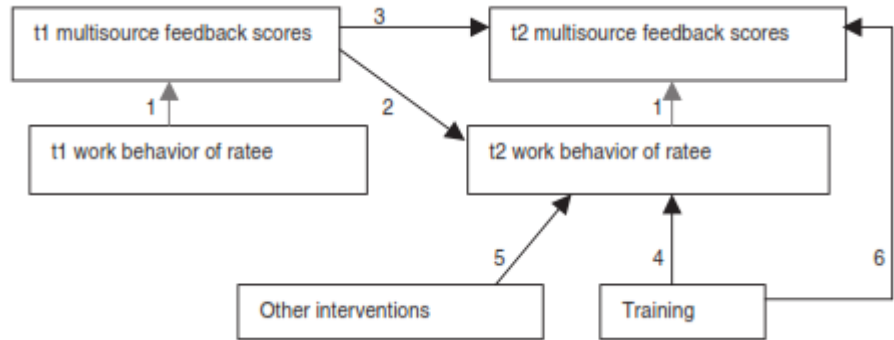 3
t1 multisource feedback scores
t2 multisource feedback scores
1
2
1
t1 work behavior of ratee
t2 work behavior of ratee
5
4
6
Other interventions
Training